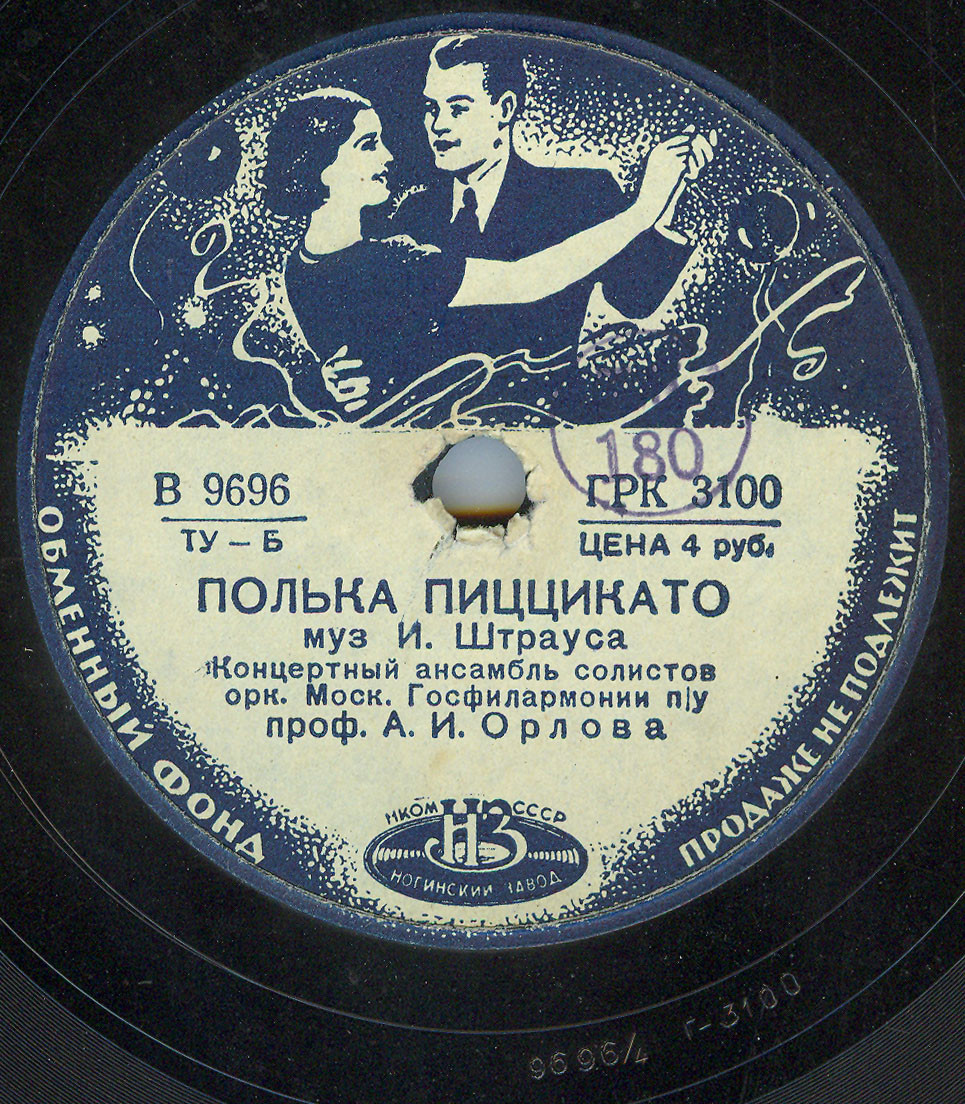 180
В 9696
ТУ – Б
ГРК 3100
ЦЕНА 4 руб.
ПОЛЬКА ПИЦЦИКАТО
муз И. Штрауса
Концертный ансамбль солистов
орк. Моск. Госфилармонии п/у
проф. А. И. Орлова
ОБМЕННЫЙ ФОНД
ПРОДАЖЕ НЕ ПОДЛЕЖИТ
НКОМ НЗ СССР
НОГИНСКИЙ ЗАВОД
9696/4 Г-3100